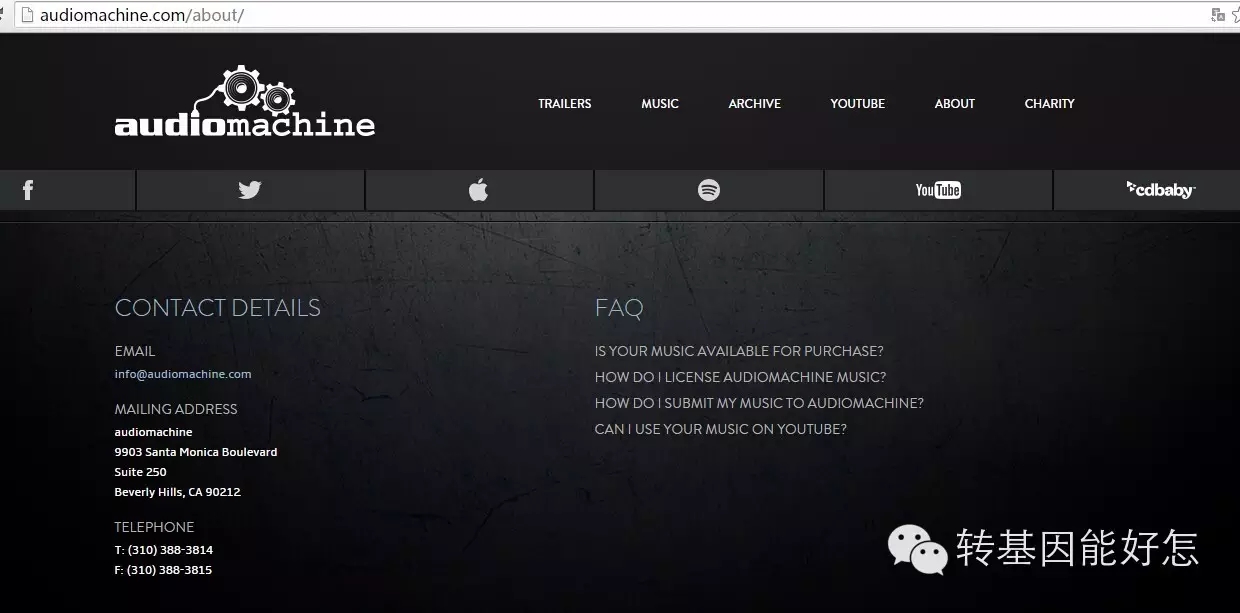 audiomachine.com/about/
audiomachine
TRAILERS MUSIC ARCHIVE YOUTUBE ABOUT CHARITY
YouTube cdbaby
CONTACT DETAILS
EMAIL
info@audiomachine.com
MAILING ADDRESS
audiomachine
9903 Santa Monica Boulevard
Suite 250
Beverly Hills, CA 90212
TELEPHONE
T: (310) 388-3814
F: (310) 388-3815
FAQ
IS YOUR MUSIC AVAILABLE FOR PURCHASE?
HOW DO I LICENSE AUDIOMACHINE MUSIC?
HOW DO I SUBMIT MY MUSIC TO AUDIOMACHINE?
CAN I USE YOUR MUSIC ON YOUTUBE?
转基因能好怎